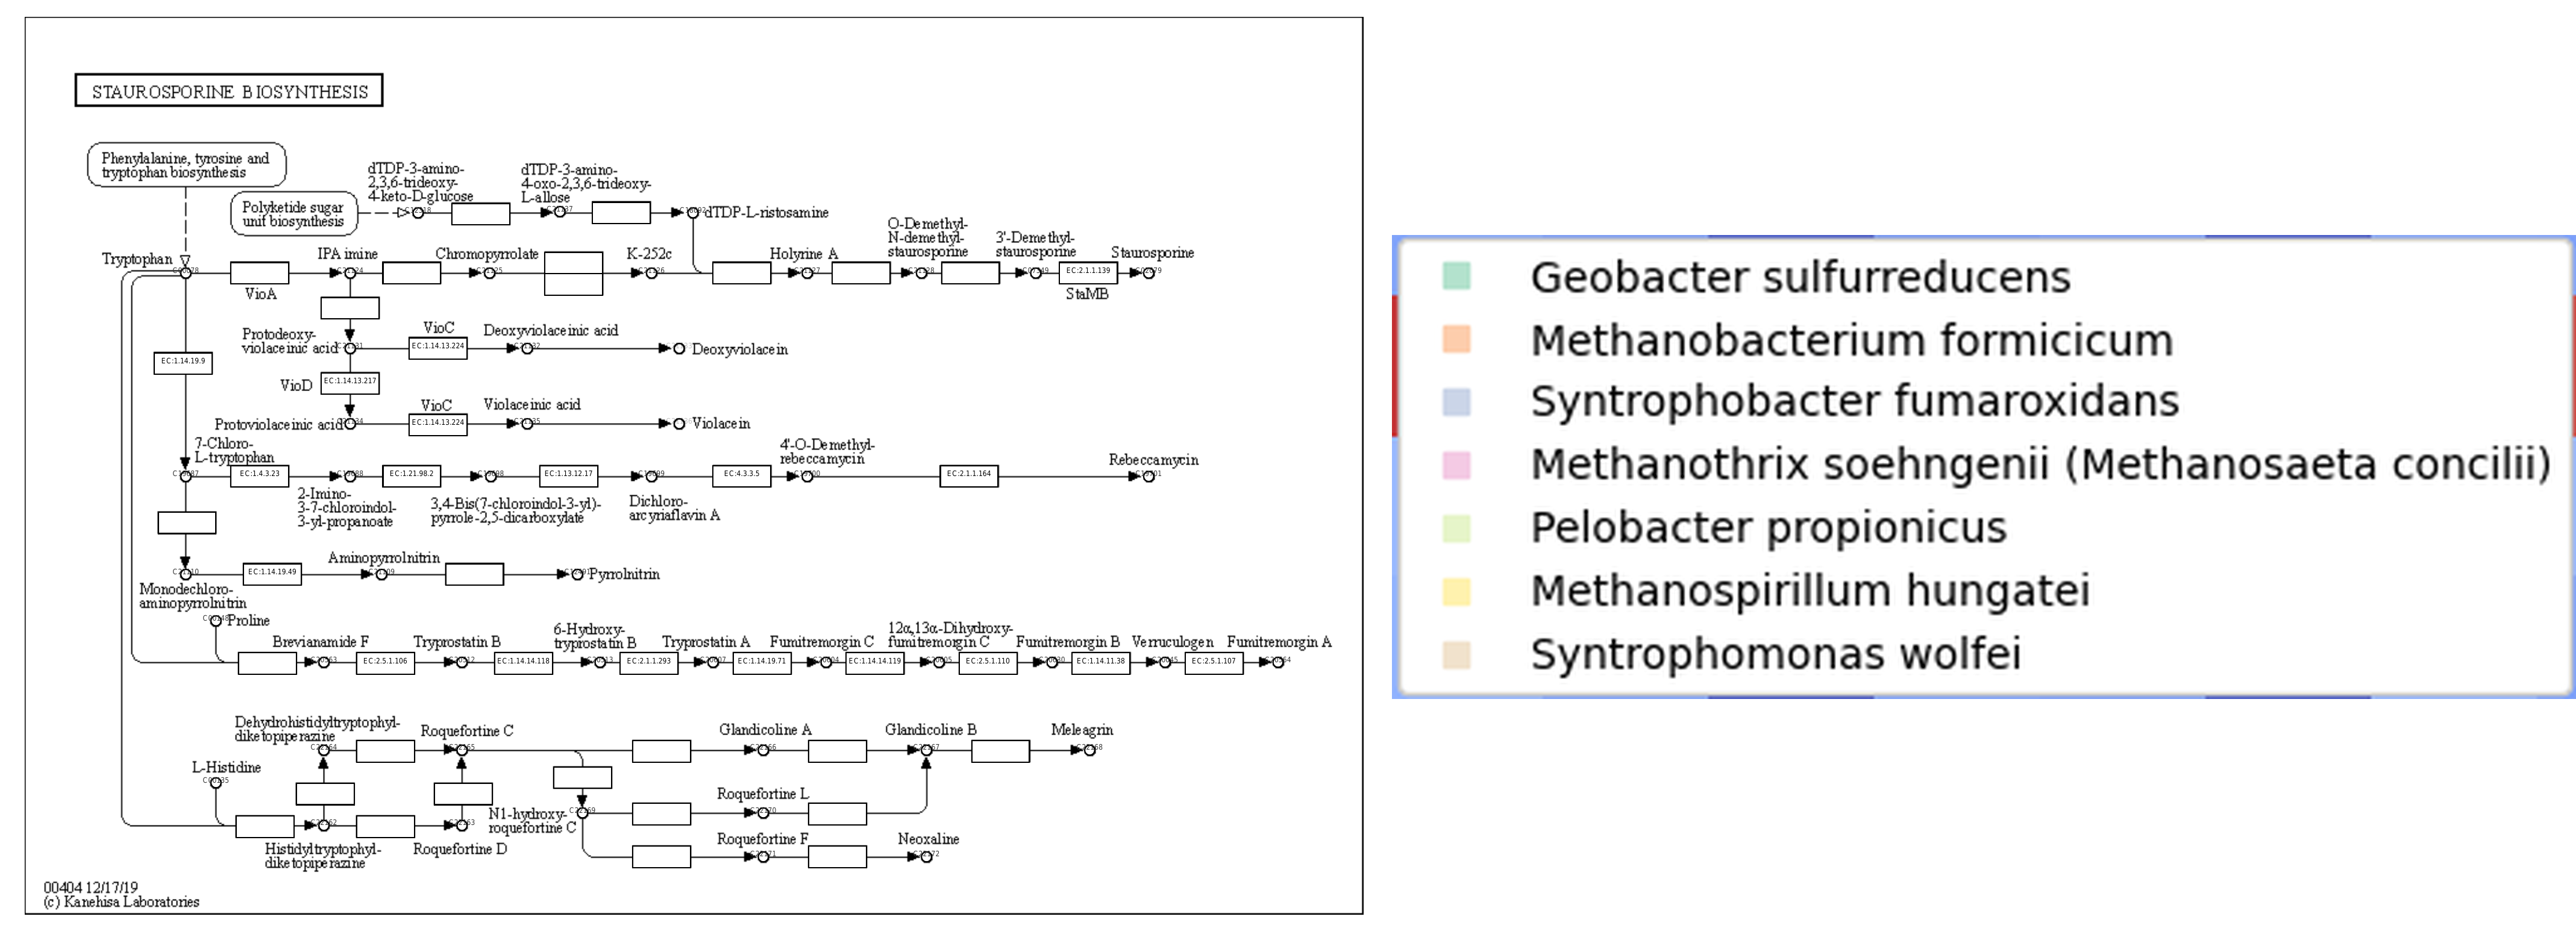 STAUROSPORINE BIOSYNTHESIS
Phenylalanine, tyrosine and
tryptophan biosynthesis
Polyketide sugar
unit biosynthesis
dTDP-3-amino-
2,3,6-trideoxy-
4-keto-D-glucose
dTDP-3-amino-
4-oxo-2,3,6-trideoxy-
L-allose
dTDP-L-ristosamine
Tryptophan
VioA
IPA imine
Chromopyrrolate
K-252c
Holyrine A
O-Demethyl-
N-demethyl-
staurosporine
3'-Demethyl-
staurosporine
EC:2.1.1.139
StaMB
Staurosporine
Protodeoxy-
violaceinic acid
VioC
EC:1.14.13.224
Deoxyviolaceinic acid
Deoxyviolacein
EC:1.14.19.9
VioD
EC:1.14.13.217
Protoviolaceinic acid
VioC
EC:1.14.13.224
Violaceinic acid
Violacein
7-Chloro-
L-tryptophan
EC:1.4.3.23
2-Imino-
3-7-chloroindol-
3-yl-propanoate
EC:1.21.98.2
3,4-Bis(7-chloroindol-3-yl)-
pyrrole-2,5-dicarboxylate
EC:1.13.12.17
Dichloro-
arcyriaflavin A
EC:4.3.3.5
4'-O-Demethyl-
rebeccamycin
EC:2.1.1.164
Rebeccamycin
Monodechloro-
aminopyrrolnitrin
EC:1.14.19.49
Aminopyrrolnitrin
Pyrrolnitrin
Proline
Brevianamide F
EC:2.5.1.106
Tryprostatin B
EC:1.14.14.118
6-Hydroxy-
tryprostatin B
EC:2.1.1.293
Tryprostatin A
EC:1.14.19.71
Fumitremorgin C
EC:1.14.14.119
12α,13α-Dihydroxy-
fumitremorgin C
EC:2.5.1.110
Fumitremorgin B
EC:1.14.11.38
Verruculogen
EC:2.5.1.107
Fumitremorgin A
Dehydrohistidyltryptophyl-
diketopiperazine
Roquefortine C
Glandicoline A
Glandicoline B
Meleagrin
L-Histidine
Histidyltryptophyl-
diketopiperazine
Roquefortine D
N1-hydroxy-
roquefortine C
Roquefortine L
Roquefortine F
Neoxaline
00404 12/17/19
(c) Kanehisa Laboratories
Geobacter sulfurreducens
Methanobacterium formicicum
Syntrophobacter fumaroxidans
Methanothrix soehngenii (Methanosaeta concilii)
Pelobacter propionicus
Methanospirillum hungatei
Syntrophomonas wolfei